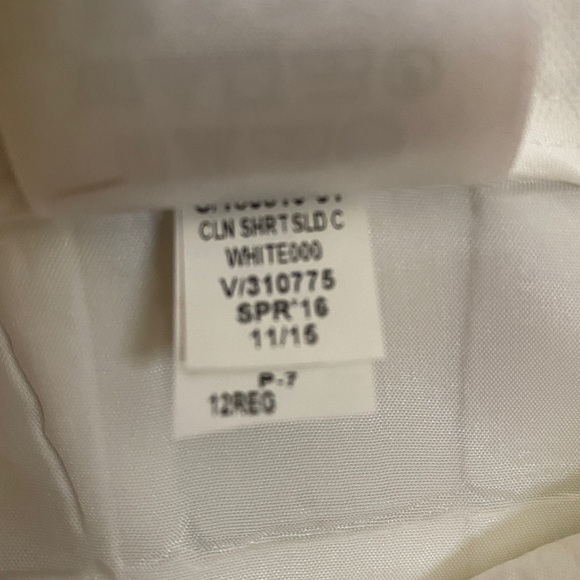 CLN SHRT SLD C
WHITE000
V/310775
SPR'16
11/15
P-7
12REG